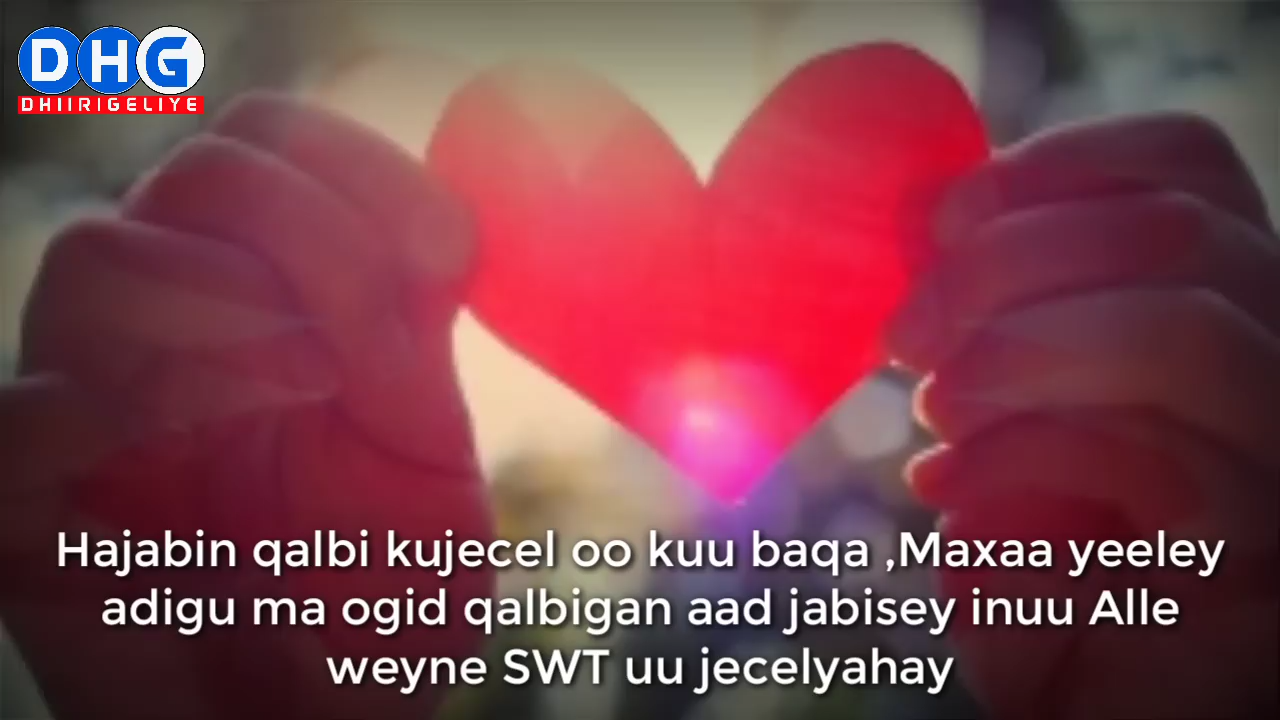 DHG
DHIIRIGELIYE
Hajabin qalbi kujecel oo kuu baqa ,Maxaa yeeley
adigu ma ogid qalbigan aad jabisey inuu Alle
weyne SWT uu jecelyahay